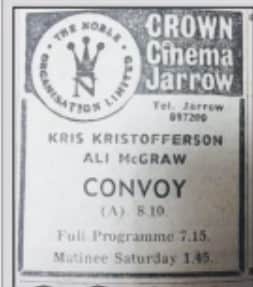 THE NOBLE
ORGANISATION LIMITED
N
CROWN
Cinema
Jarrow
Tel. Jarrow
897200
KRIS KRISTOFFERSON
ALI McGRAW
CONVOY
(A). 8.10.
Full Programme 7.15.
Matinee Saturday 1.45.